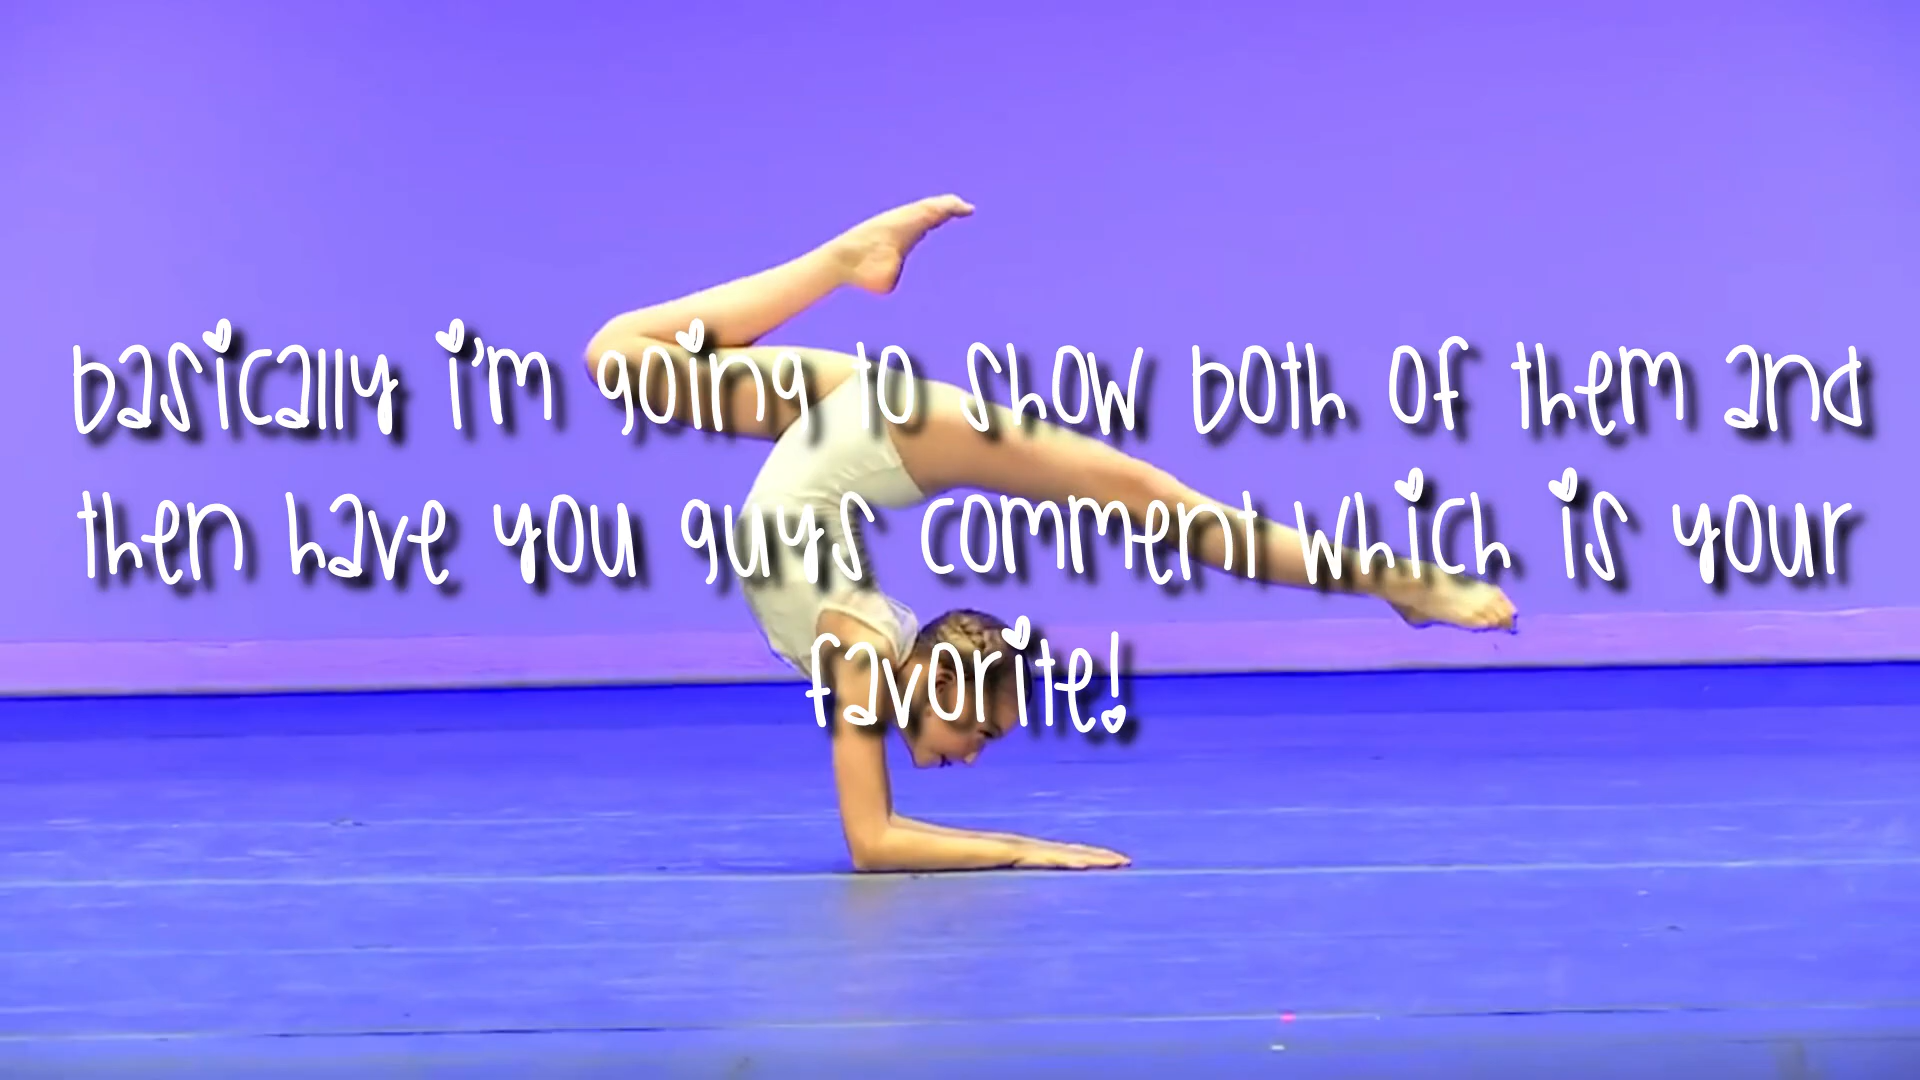 basically i'm going to show both of them and
then have you guys comment which is your
favorite!